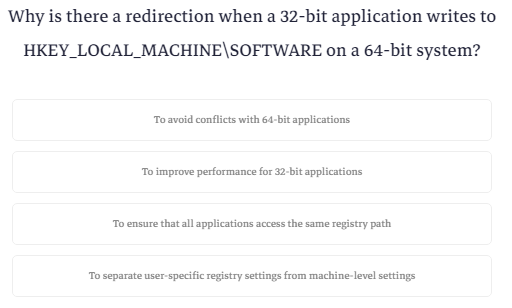 Why is there a redirection when a 32-bit application writes to
HKEY_LOCAL_MACHINE\SOFTWARE on a 64-bit system?
To avoid conflicts with 64-bit applications
To improve performance for 32-bit applications
To ensure that all applications access the same registry path
To separate user-specific registry settings from machine-level settings